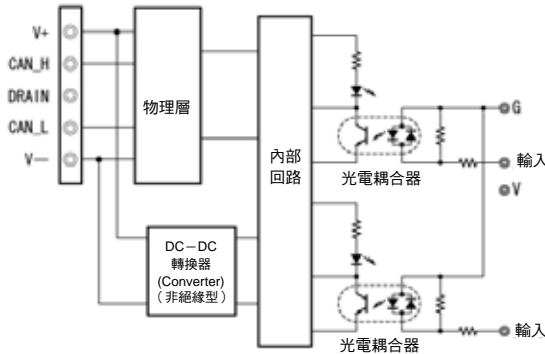 V+
CAN_H
DRAIN
CAN_L
V—
物理層
DC－DC
轉換器
(Converter)
（非絕緣型）
內部
回路
光電耦合器
光電耦合器
G
輸入
V
輸入